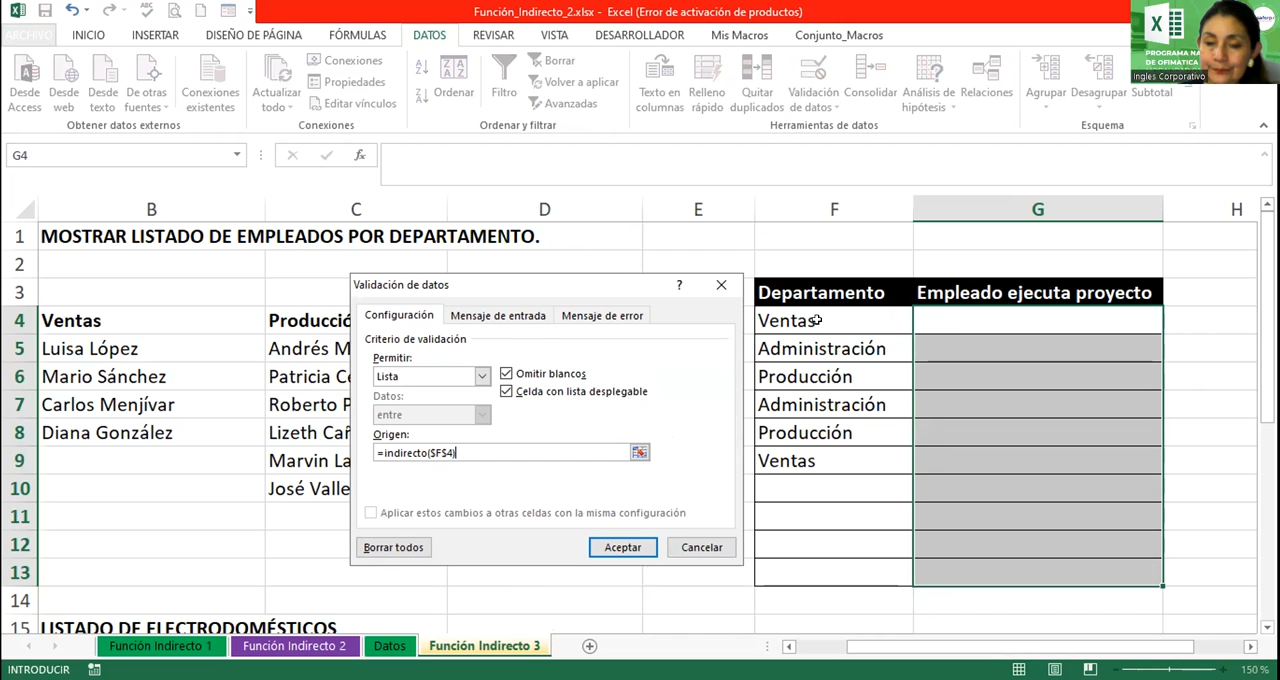 Función_Indirecto_2.xlsx - Excel (Error de activación de productos)
ARCHIVO INICIO INSERTAR DISEÑO DE PÁGINA FÓRMULAS DATOS REVISAR VISTA DESARROLLADOR Mis Macros Conjunto_Macros
PROGRAMA NA
DE OFIMATICA
Ingles Corporativo
Desde Access
Desde web
Desde texto
De otras fuentes
Conexiones existentes
Obtener datos externos
Actualizar todo
Conexiones
Propiedades
Editar vínculos
Conexiones
Ordenar
Filtro
Borrar
Volver a aplicar
Avanzadas
Ordenar y filtrar
Texto en columnas
Relleno rápido
Quitar duplicados
Validación de datos
Consolidar
Análisis de hipótesis
Relaciones
Herramientas de datos
Agrupar
Desagrupar
Subtotal
Esquema
G4
fx
B C D E F G H
1 MOSTRAR LISTADO DE EMPLEADOS POR DEPARTAMENTO.
2
3 Departamento Empleado ejecuta proyecto
4 Ventas Producció Ventas
5 Luisa López Andrés M Administración
6 Mario Sánchez Patricia Ce Producción
7 Carlos Menjívar Roberto P Administración
8 Diana González Lizeth Cañ Producción
9 Marvin La Ventas
10 José Valle
11
12
13
14
15 LISTADO DE ELECTRODOMÉSTICOS
Validación de datos ?
Configuración Mensaje de entrada Mensaje de error
Criterio de validación
Permitir:
Lista
Omitir blancos
Datos:
Celda con lista desplegable
entre
Origen:
=indirecto($F$4)
Aplicar estos cambios a otras celdas con la misma configuración
Borrar todos Aceptar Cancelar
Función Indirecto 1 Función Indirecto 2 Datos Función Indirecto 3
INTRODUCIR 150 %